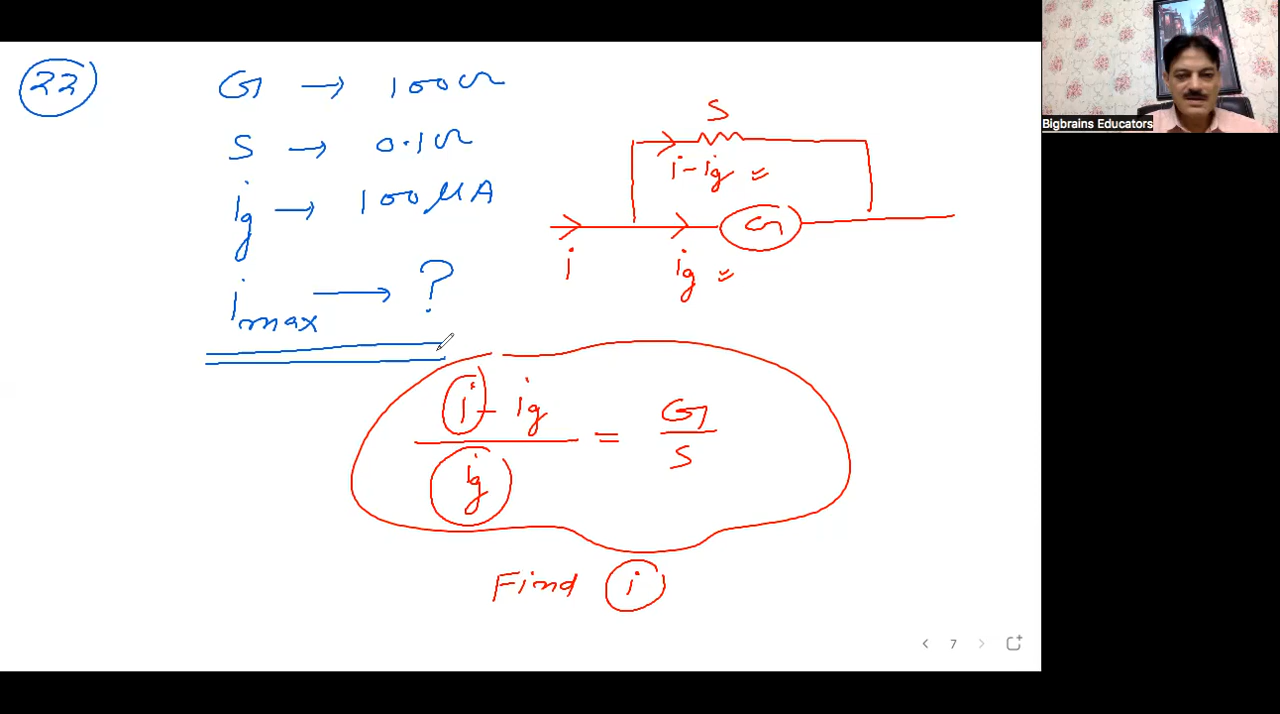 22
G → 100Ω
S → 0.1Ω
ig → 100μA
imax → ?
S
i-ig =
G
i
ig =
i - ig / ig = G / S
Find i
Bigbrains Educators
< 7 >